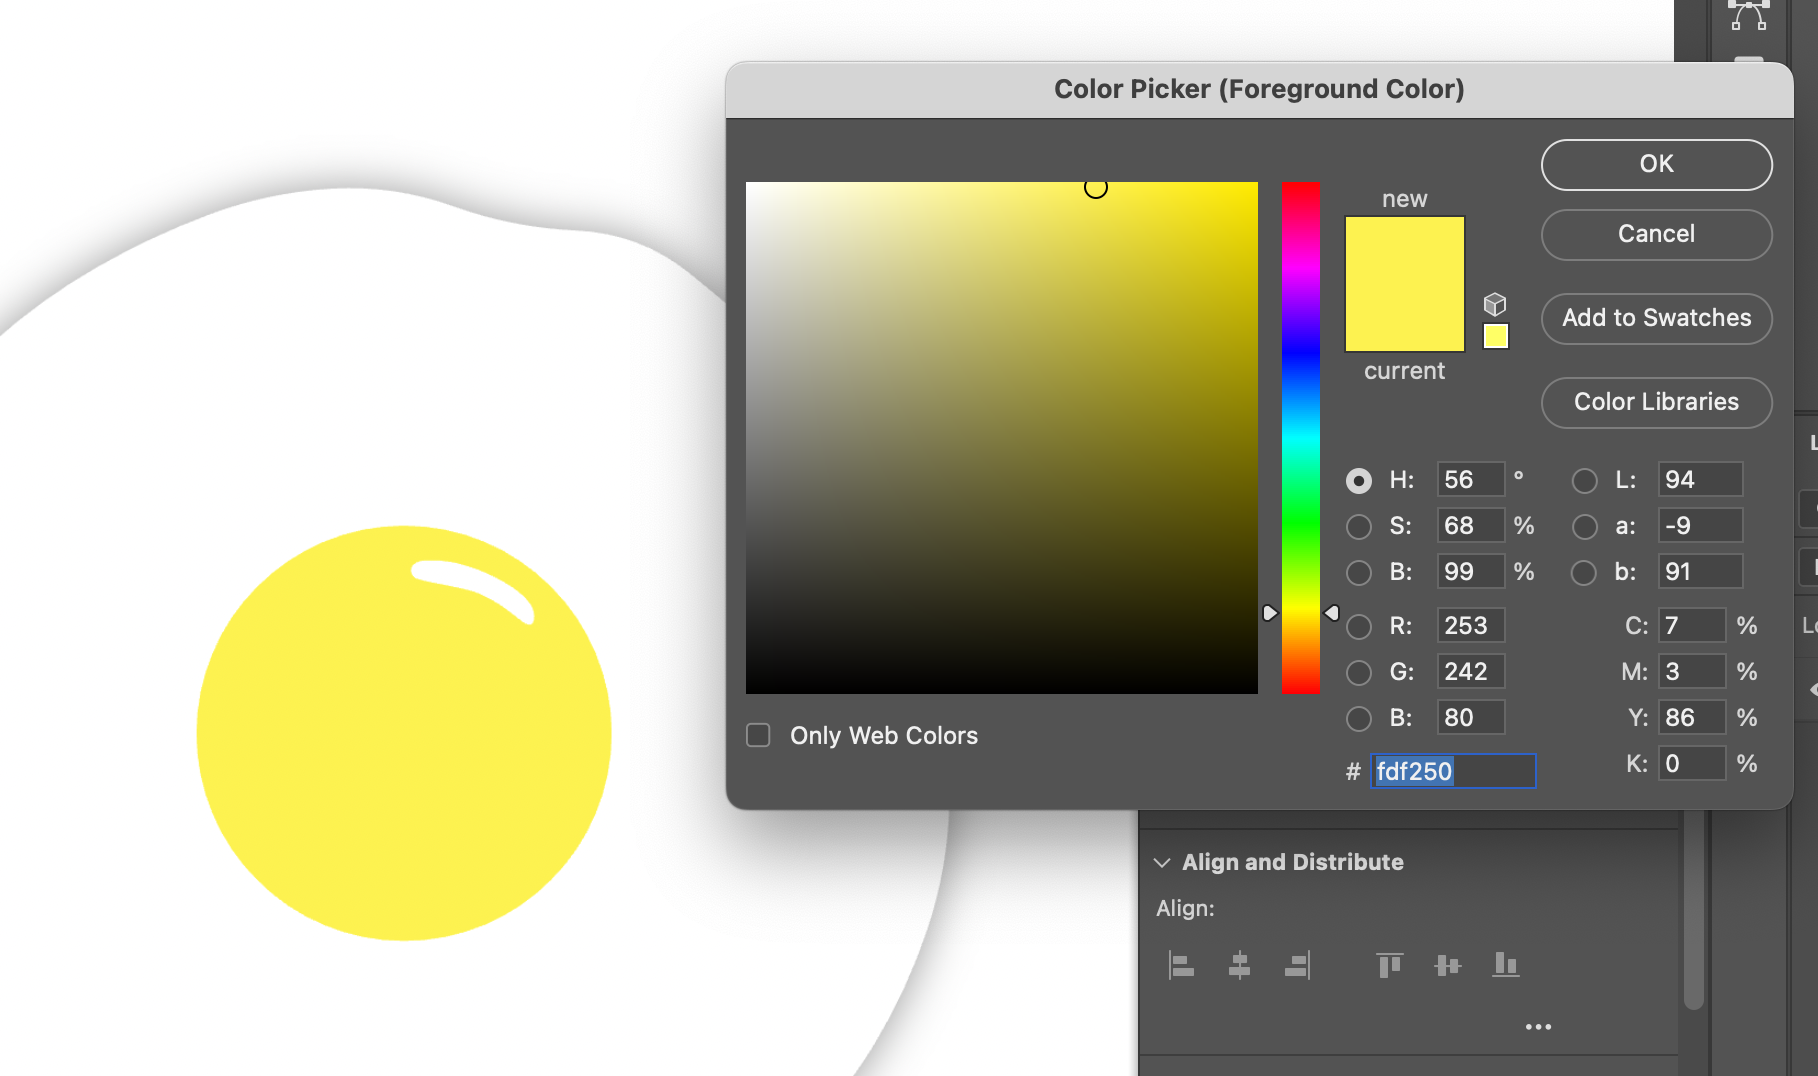 Color Picker (Foreground Color)
OK
new
Cancel
Add to Swatches
current
Color Libraries
H: 56 °
L: 94
S: 68 %
a: -9
B: 99 %
b: 91
R: 253
C: 7 %
G: 242
M: 3 %
B: 80
Y: 86 %
Only Web Colors
# fdf250
K: 0 %
Align and Distribute
Align: